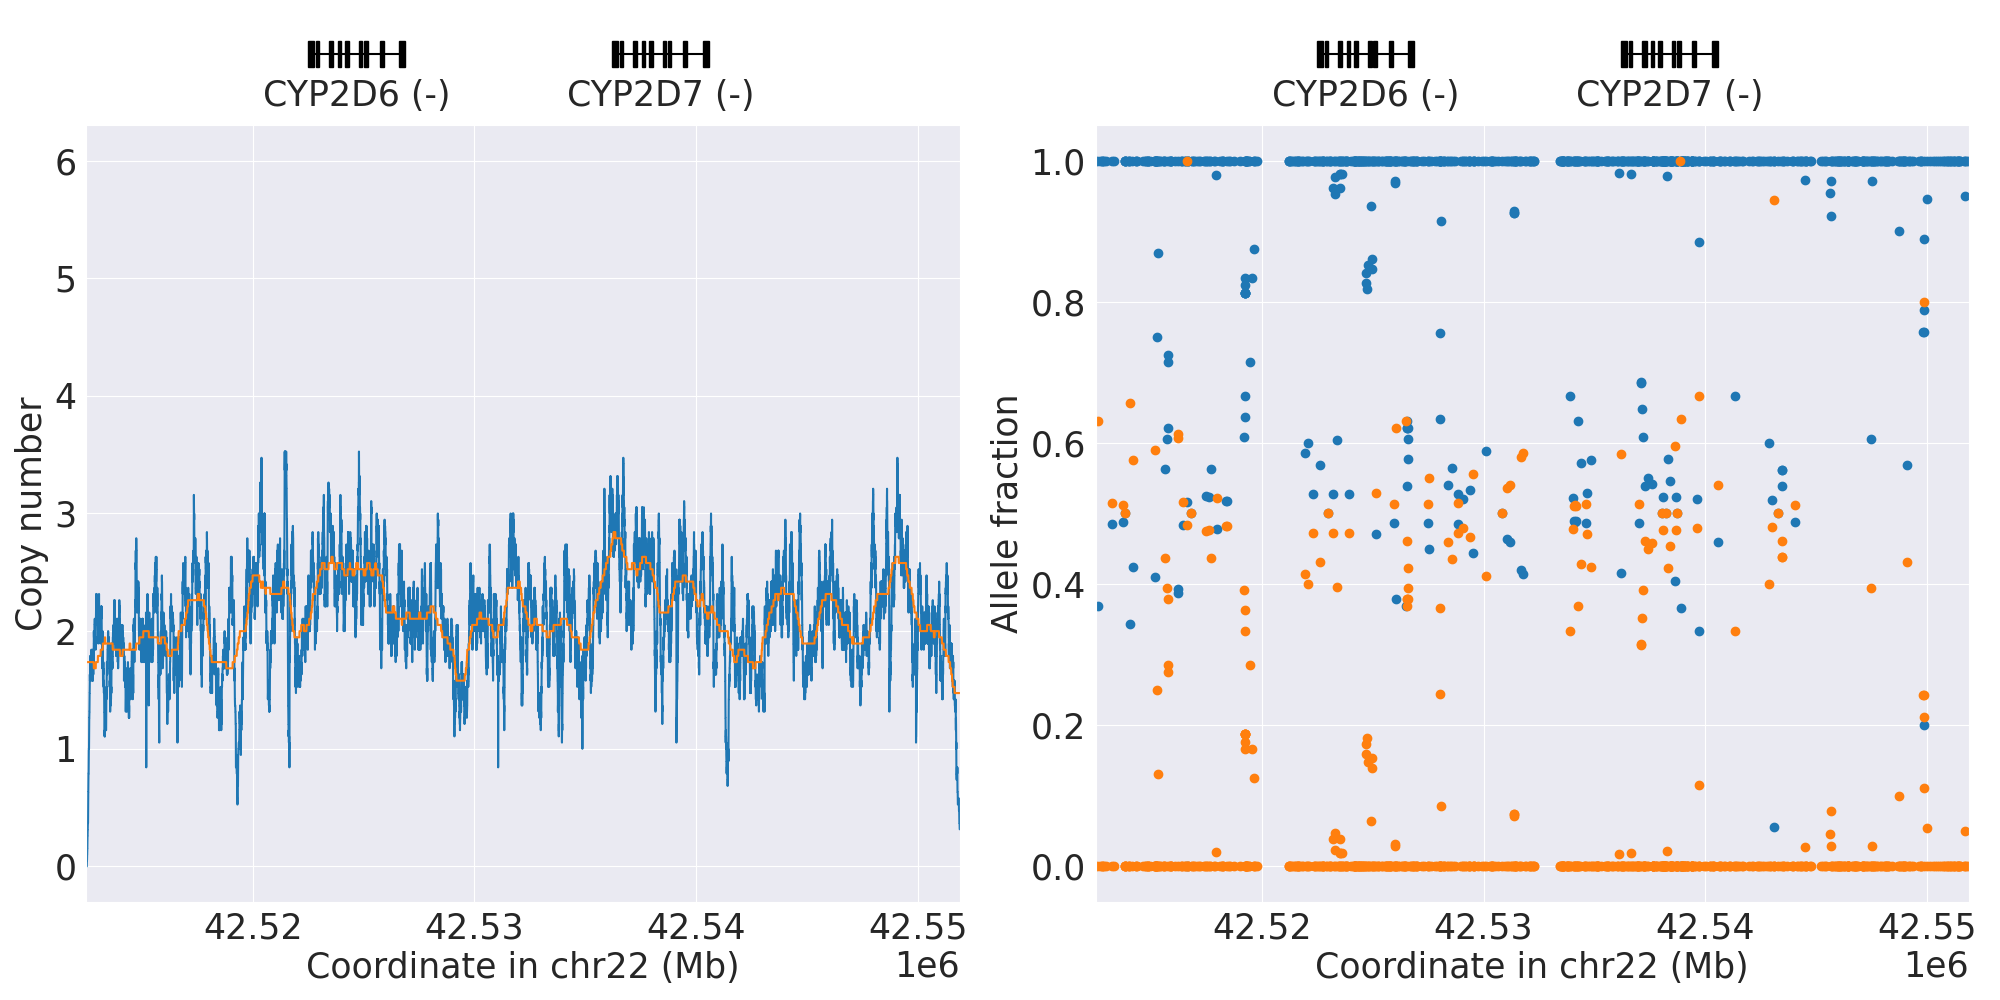 CYP2D6 (-) CYP2D7 (-)
6
5
4
3
2
1
0
Copy number
42.52 42.53 42.54 42.55
Coordinate in chr22 (Mb) 1e6
CYP2D6 (-) CYP2D7 (-)
1.0
0.8
0.6
0.4
0.2
0.0
Allele fraction
42.52 42.53 42.54 42.55
Coordinate in chr22 (Mb) 1e6